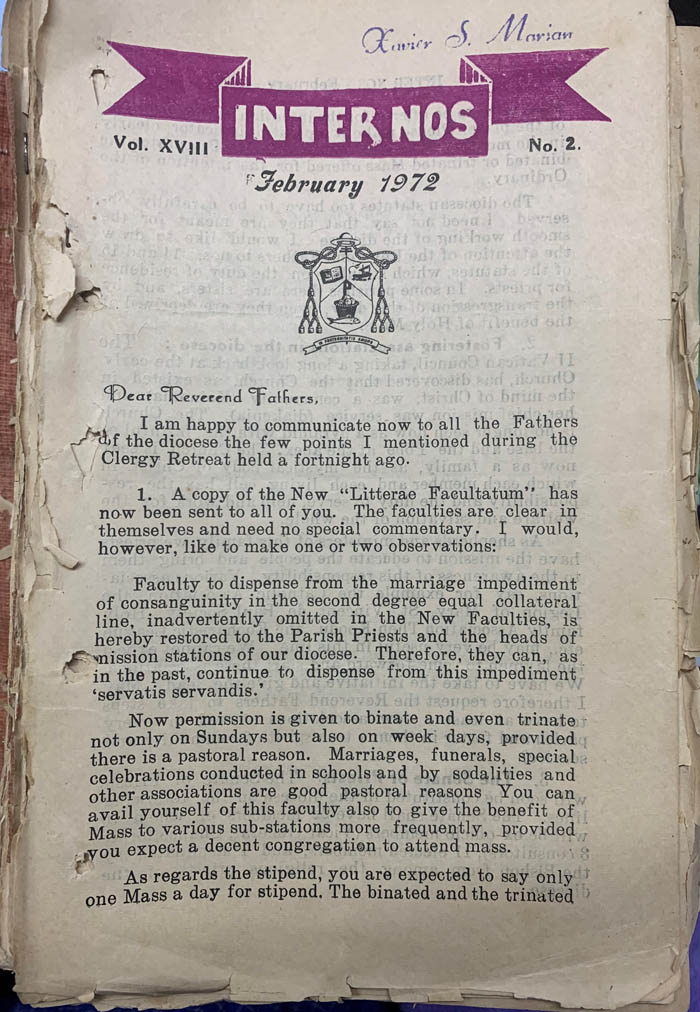 Xavier S. Marian
INTER NOS
Vol. XVIII
No. 2.
February 1972
Dear Reverend Fathers,
I am happy to communicate now to all the Fathers
of the diocese the few points I mentioned during the
Clergy Retreat held a fortnight ago.
1. A copy of the New “Litterae Facultatum” has
now been sent to all of you. The faculties are clear in
themselves and need no special commentary. I would,
however, like to make one or two observations:
Faculty to dispense from the marriage impediment
of consanguinity in the second degree equal collateral
line, inadvertently omitted in the New Faculties, is
hereby restored to the Parish Priests and the heads of
mission stations of our diocese. Therefore, they can, as
in the past, continue to dispense from this impediment
‘servatis servandis.’
Now permission is given to binate and even trinate
not only on Sundays but also on week days, provided
there is a pastoral reason. Marriages, funerals, special
celebrations conducted in schools and by sodalities and
other associations are good pastoral reasons You can
avail yourself of this faculty also to give the benefit of
Mass to various sub-stations more frequently, provided
you expect a decent congregation to attend mass.
As regards the stipend, you are expected to say only
one Mass a day for stipend. The binated and the trinated